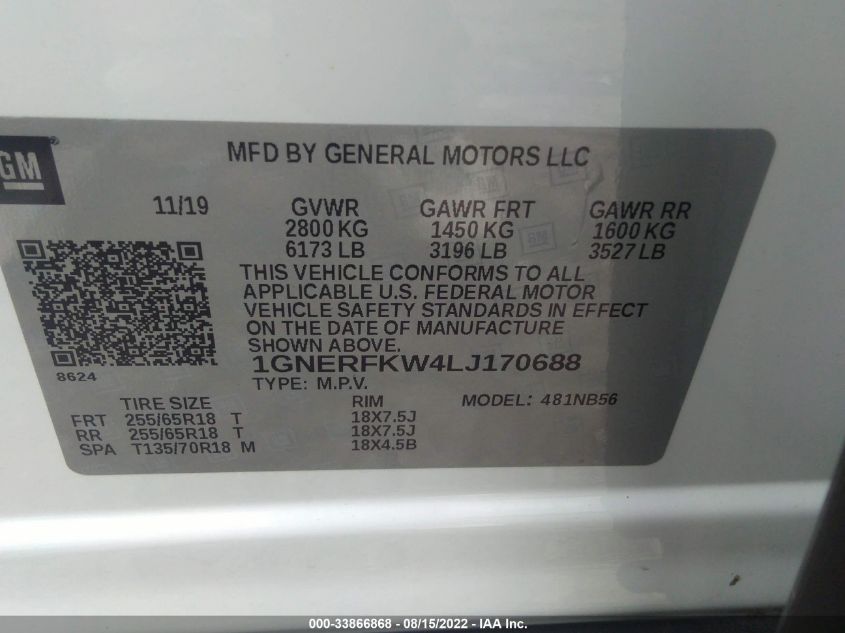 GM
MFD BY GENERAL MOTORS LLC
11/19 GVWR GAWR FRT GAWR RR
2800 KG 1450 KG 1600 KG
6173 LB 3196 LB 3527 LB
THIS VEHICLE CONFORMS TO ALL
APPLICABLE U.S. FEDERAL MOTOR
VEHICLE SAFETY STANDARDS IN EFFECT
ON THE DATE OF MANUFACTURE
SHOWN ABOVE.
8624
1GNERFKW4LJ170688
TYPE: M.P.V.
TIRE SIZE RIM MODEL: 481NB56
FRT 255/65R18 T 18X7.5J
RR 255/65R18 T 18X7.5J
SPA T135/70R18 M 18X4.5B
000-33866868 - 08/15/2022 - IAA Inc.